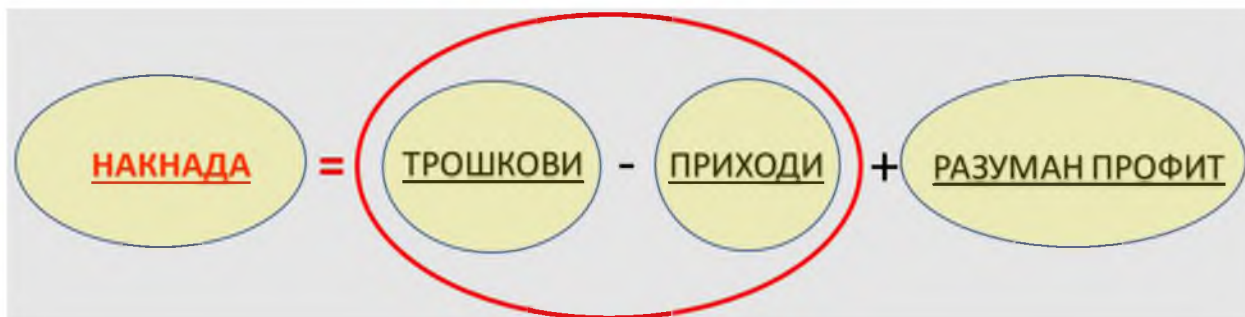 НАКНАДА = ТРОШКОВИ - ПРИХОДИ + РАЗУМАН ПРОФИТ